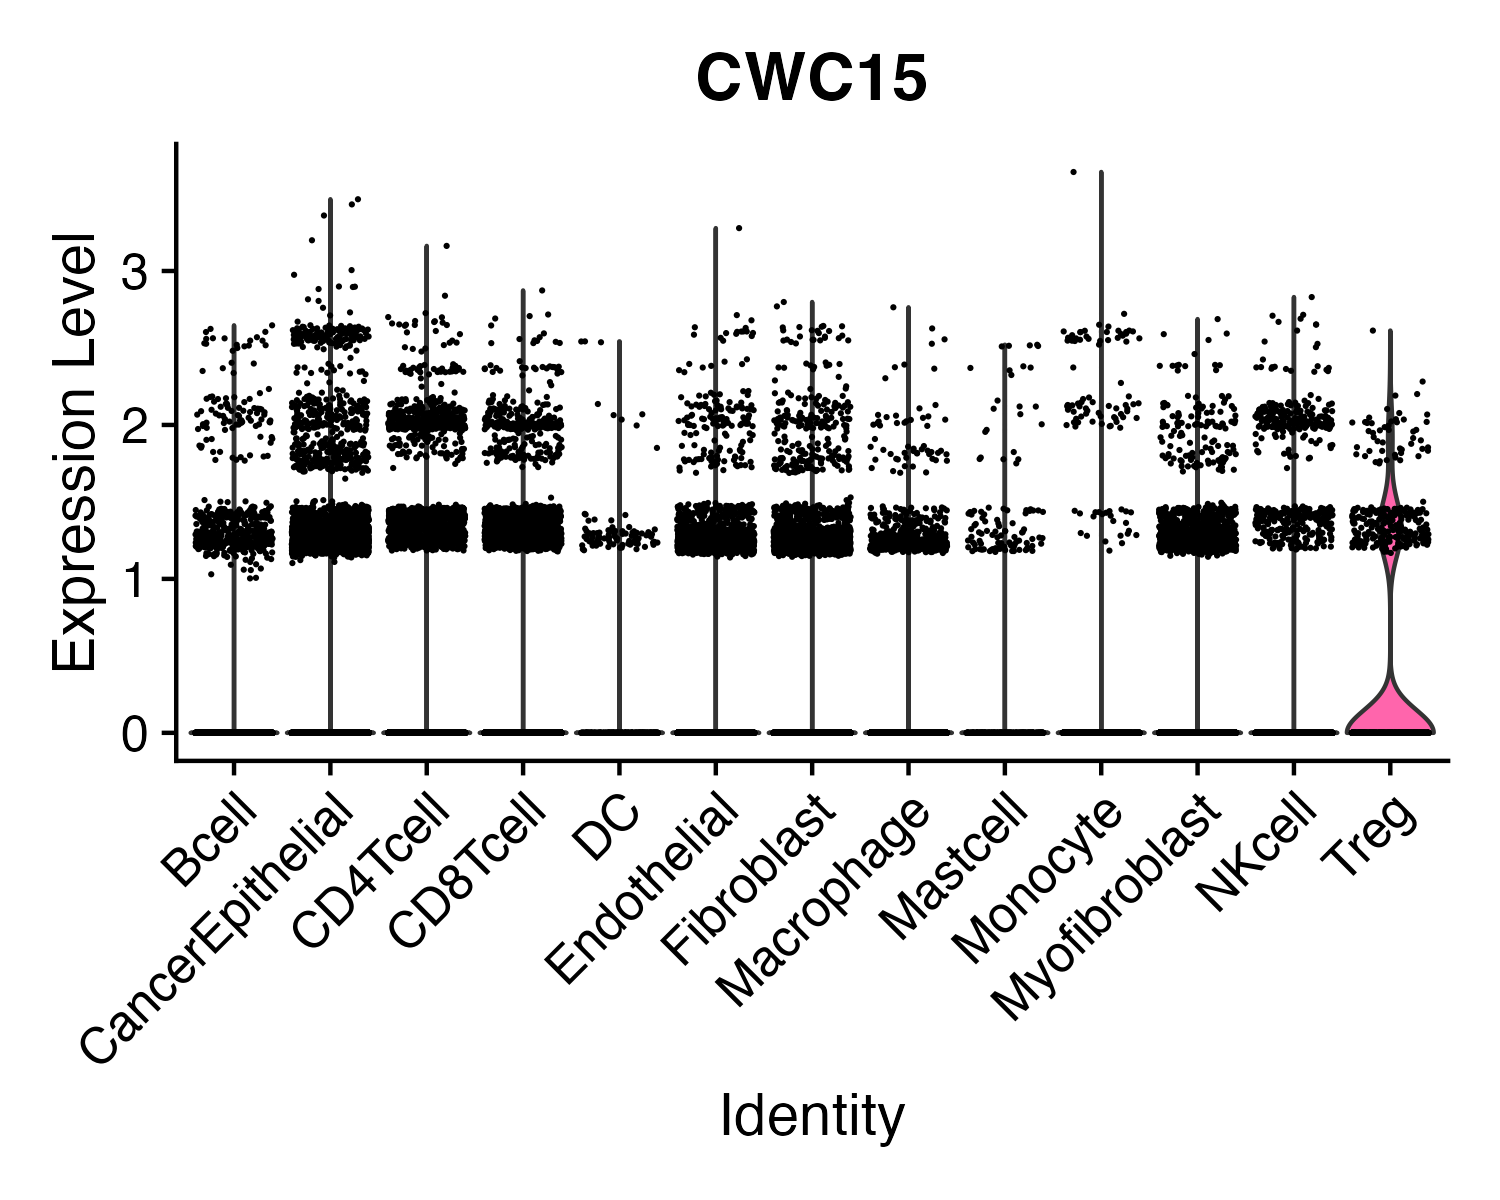 CWC15
Expression Level
3
2
1
0
Bcell
CancerEpithelial
CD4Tcell
CD8Tcell
DC
Endothelial
Fibroblast
Macrophage
Mastcell
Monocyte
Myofibroblast
NKcell
Treg
Identity